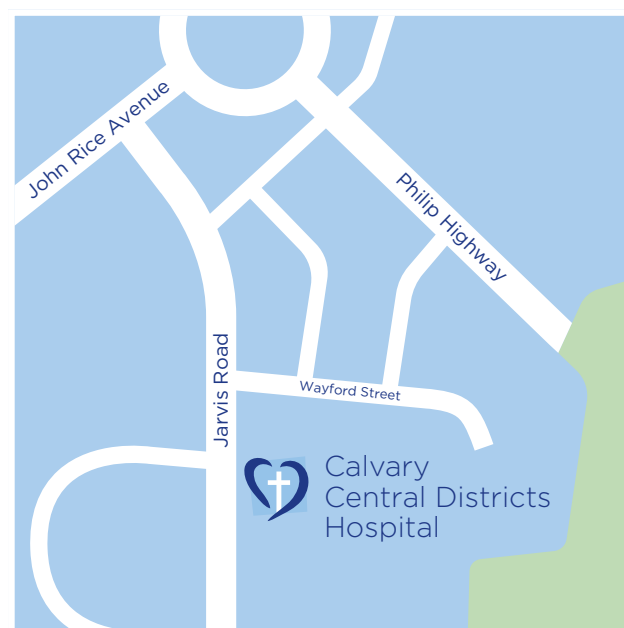 John Rice Avenue
Philip Highway
Jarvis Road
Wayford Street
Calvary
Central Districts
Hospital